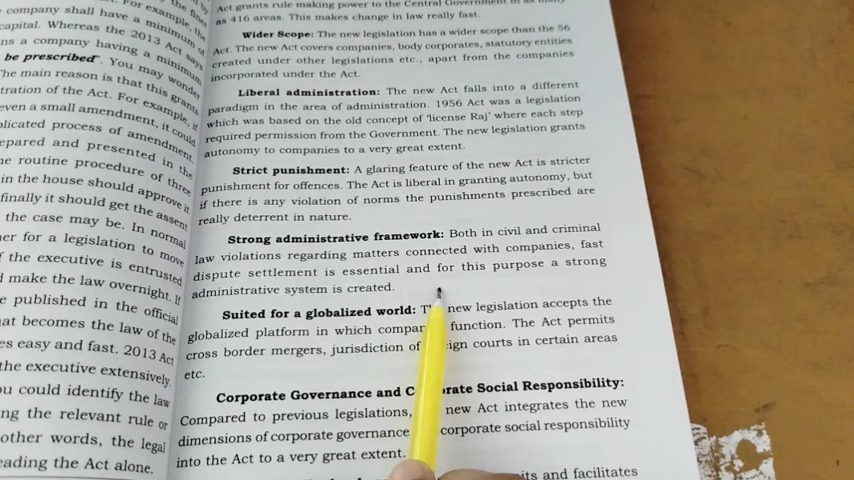 company shall have a minimum of
capital. Whereas the 2013 Act says
ns a company having a minimum
be prescribed". You may wonder
The main reason is that this grants
tration of the Act. For example, if
even a small amendment, it could
plicated process of amendment.
epared and presented in the
he routine procedure of three
in the house should approve it
finally it should get the assent
the case may be. In normal
er for a legislation to move
f the executive is entrusted
d make the law overnight. If
e published in the official
at becomes the law of the
es easy and fast. 2013 Act
the executive extensively.
ou could identify the law
ng the relevant rule or
other words, the legal
eading the Act alone.
Act grants rule making power to the Central Government in as many
as 416 areas. This makes change in law really fast.
Wider Scope: The new legislation has a wider scope than the 56
Act. The new Act covers companies, body corporates, statutory entities
created under other legislations etc., apart from the companies
incorporated under the Act.
Liberal administration: The new Act falls into a different
paradigm in the area of administration. 1956 Act was a legislation
which was based on the old concept of 'license Raj' where each step
required permission from the Government. The new legislation grants
autonomy to companies to a very great extent.
Strict punishment: A glaring feature of the new Act is stricter
punishment for offences. The Act is liberal in granting autonomy, but
if there is any violation of norms the punishments prescribed are
really deterrent in nature.
Strong administrative framework: Both in civil and criminal
law violations regarding matters connected with companies, fast
dispute settlement is essential and for this purpose a strong
administrative system is created.
Suited for a globalized world: new legislation accepts the
globalized platform in which function. The Act permits
cross border mergers, jurisdiction of courts in certain areas
etc.
Corporate Governance and Social Responsibility:
Compared to previous legislations, new Act integrates the new
dimensions of corporate governance corporate social responsibility
into the Act to a very great extent.
and facilitates